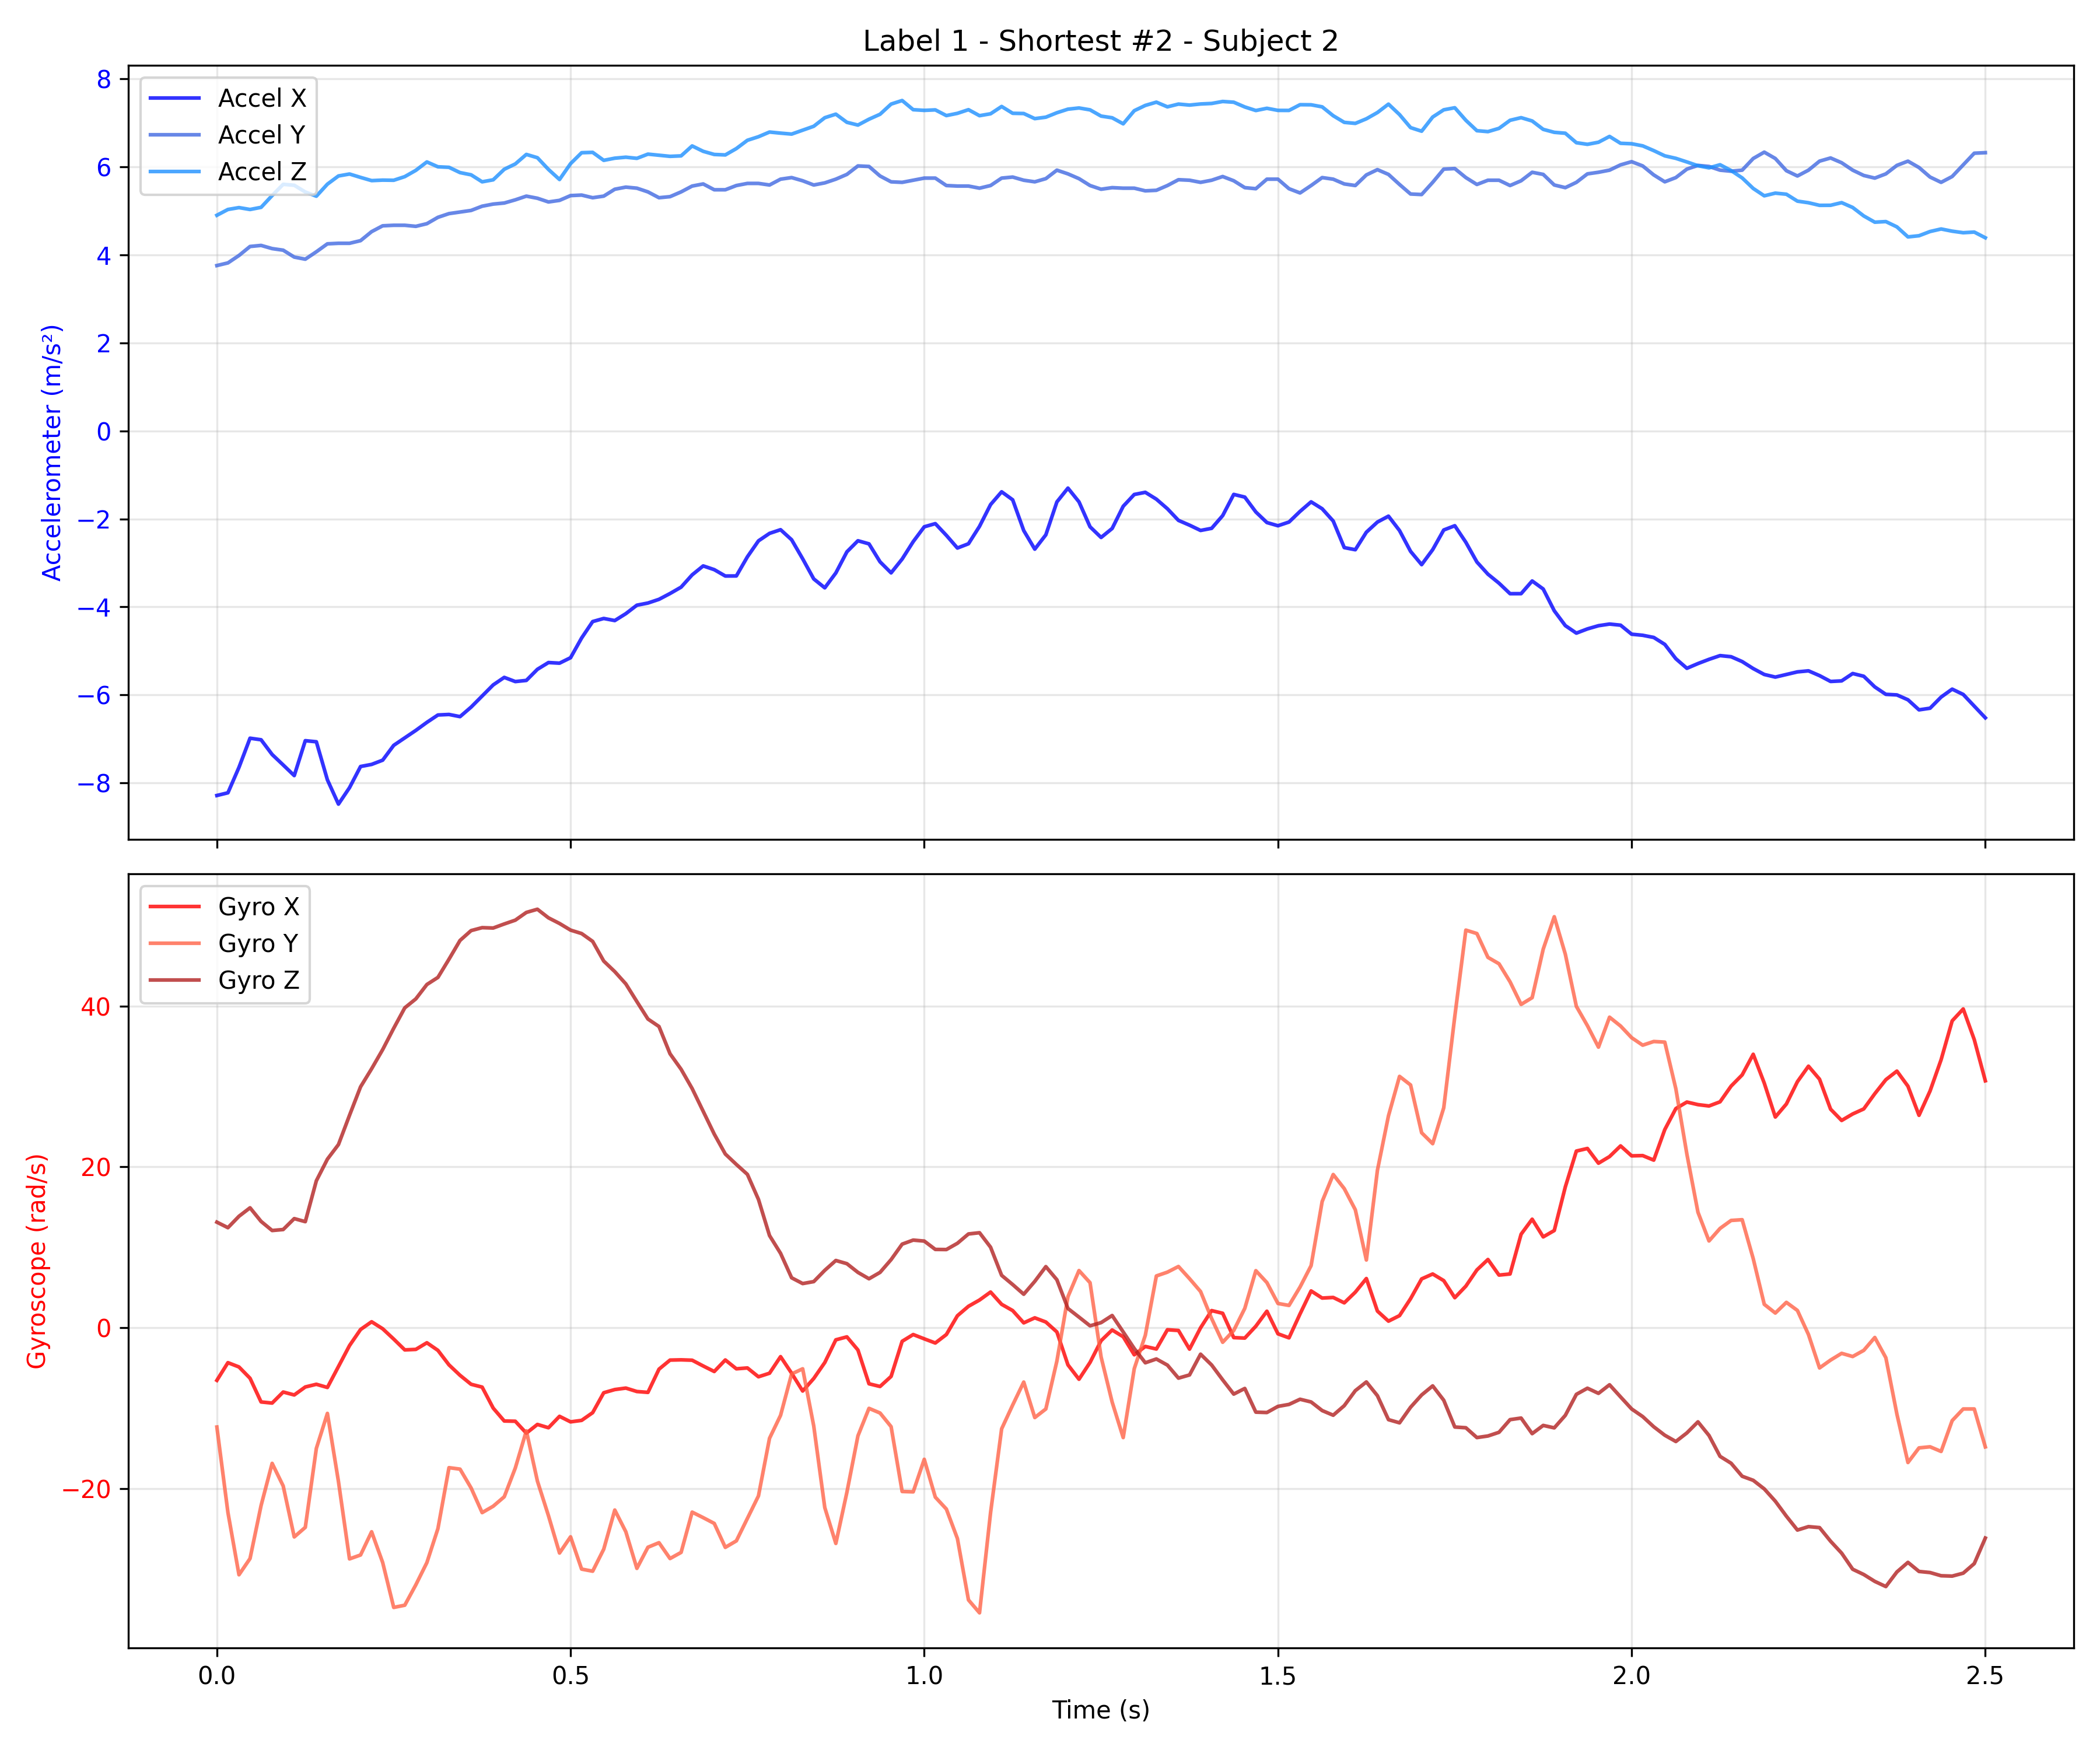 Label 1 - Shortest #2 - Subject 2
Accel X
Accel Y
Accel Z
8
6
4
2
0
−2
−4
−6
−8
Accelerometer (m/s²)
Gyro X
Gyro Y
Gyro Z
40
20
0
−20
Gyroscope (rad/s)
0.0 0.5 1.0 1.5 2.0 2.5
Time (s)